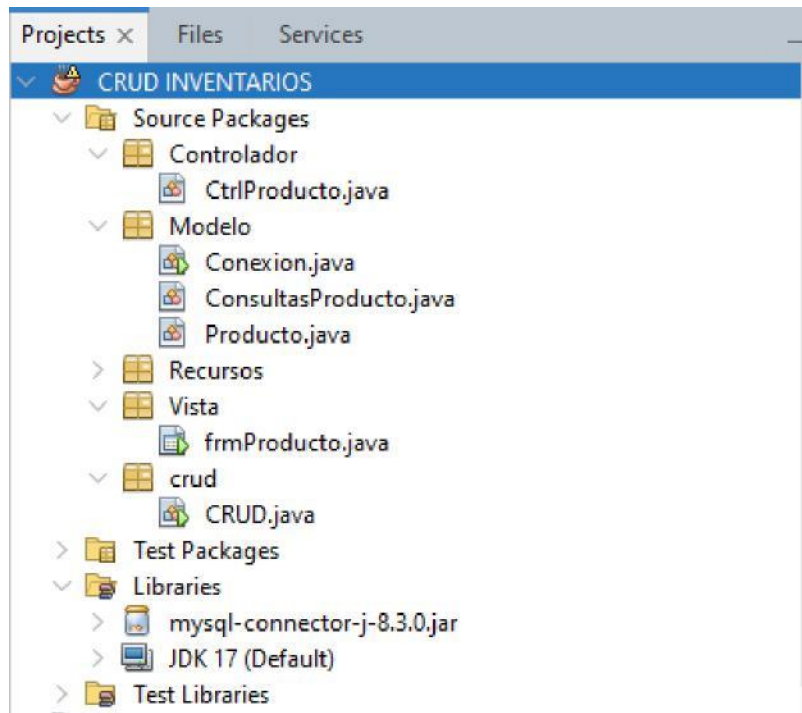 Projects × Files Services
CRUD INVENTARIOS
Source Packages
Controlador
CtrlProducto.java
Modelo
Conexion.java
ConsultasProducto.java
Producto.java
Recursos
Vista
frmProducto.java
crud
CRUD.java
Test Packages
Libraries
mysql-connector-j-8.3.0.jar
JDK 17 (Default)
Test Libraries